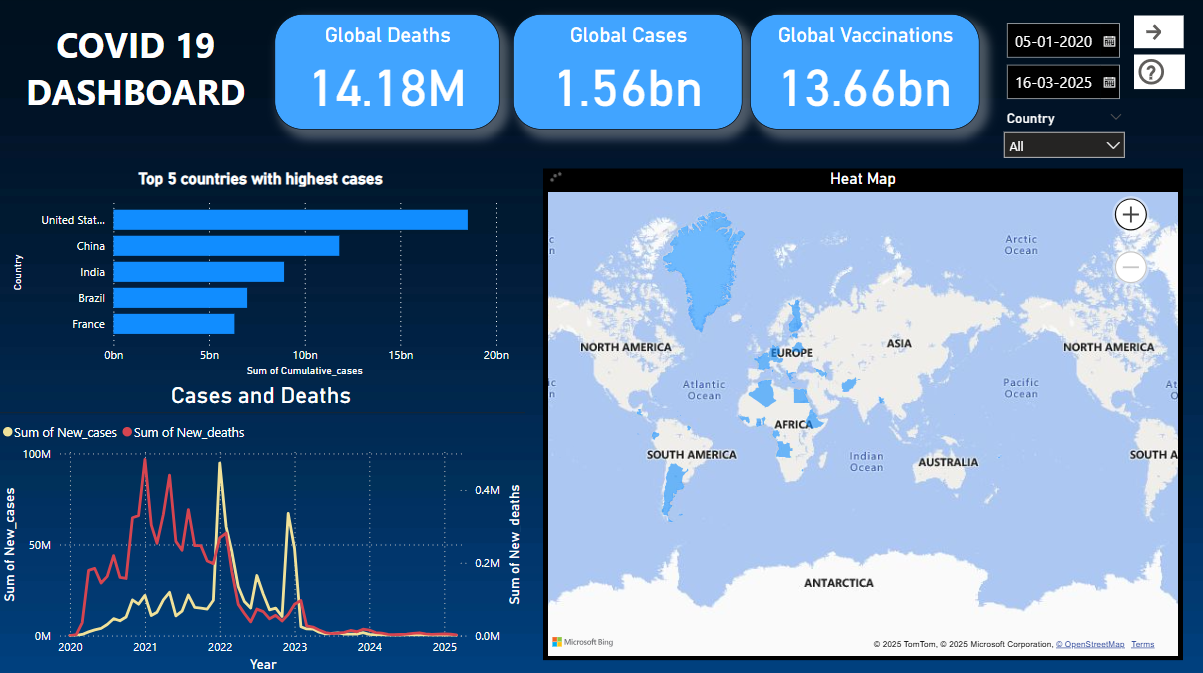 COVID 19
DASHBOARD
Global Deaths
14.18M
Global Cases
1.56bn
Global Vaccinations
13.66bn
05-01-2020
16-03-2025
Country
All
Top 5 countries with highest cases
Country
United Stat...
China
India
Brazil
France
0bn 5bn 10bn 15bn 20bn
Sum of Cumulative_cases
Cases and Deaths
Sum of New_cases Sum of New_deaths
Sum of New_cases
100M
50M
0M
0.4M
0.2M
0.0M
Sum of New_deaths
2020 2021 2022 2023 2024 2025
Year
Heat Map
Arctic
Ocean
NORTH AMERICA
EUROPE
ASIA
NORTH AMERICA
Atlantic
Ocean
Pacific
Ocean
At
O
c
n
ic
n
AFRICA
SOUTH AMERICA
Indian
Ocean
AUSTRALIA
SOUTH A
ANTARCTICA
Microsoft Bing
© 2025 TomTom, © 2025 Microsoft Corporation, © OpenStreetMap Terms